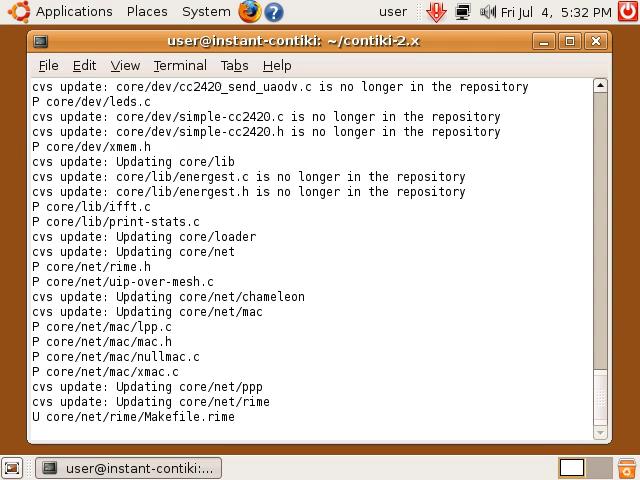 Applications Places System user Fri Jul 4, 5:32 PM
user@instant-contiki: ~/contiki-2.x
File Edit View Terminal Tabs Help
cvs update: core/dev/cc2420_send_uaodv.c is no longer in the repository
P core/dev/leds.c
cvs update: core/dev/simple-cc2420.c is no longer in the repository
cvs update: core/dev/simple-cc2420.h is no longer in the repository
P core/dev/xmem.h
cvs update: Updating core/lib
cvs update: core/lib/energest.c is no longer in the repository
cvs update: core/lib/energest.h is no longer in the repository
P core/lib/ifft.c
P core/lib/print-stats.c
cvs update: Updating core/loader
cvs update: Updating core/net
P core/net/rime.h
P core/net/uip-over-mesh.c
cvs update: Updating core/net/chameleon
cvs update: Updating core/net/mac
P core/net/mac/lpp.c
P core/net/mac/mac.h
P core/net/mac/nullmac.c
P core/net/mac/xmac.c
cvs update: Updating core/net/ppp
cvs update: Updating core/net/rime
U core/net/rime/Makefile.rime
user@instant-contiki:...